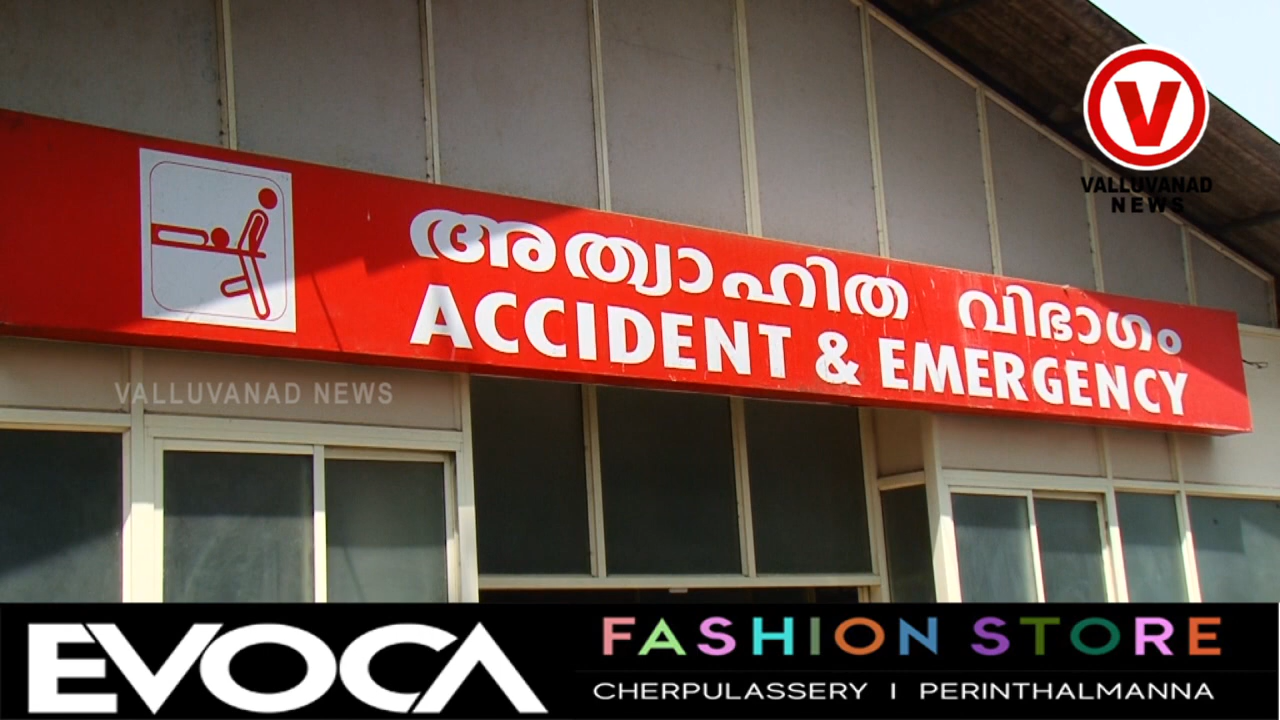 V
VALLUVANAD
NEWS
അത്യാഹിത വിഭാഗം
ACCIDENT & EMERGENCY
VALLUVANAD NEWS
EVOCA
FASHION STORE
CHERPULASSERY I PERINTHALMANNA